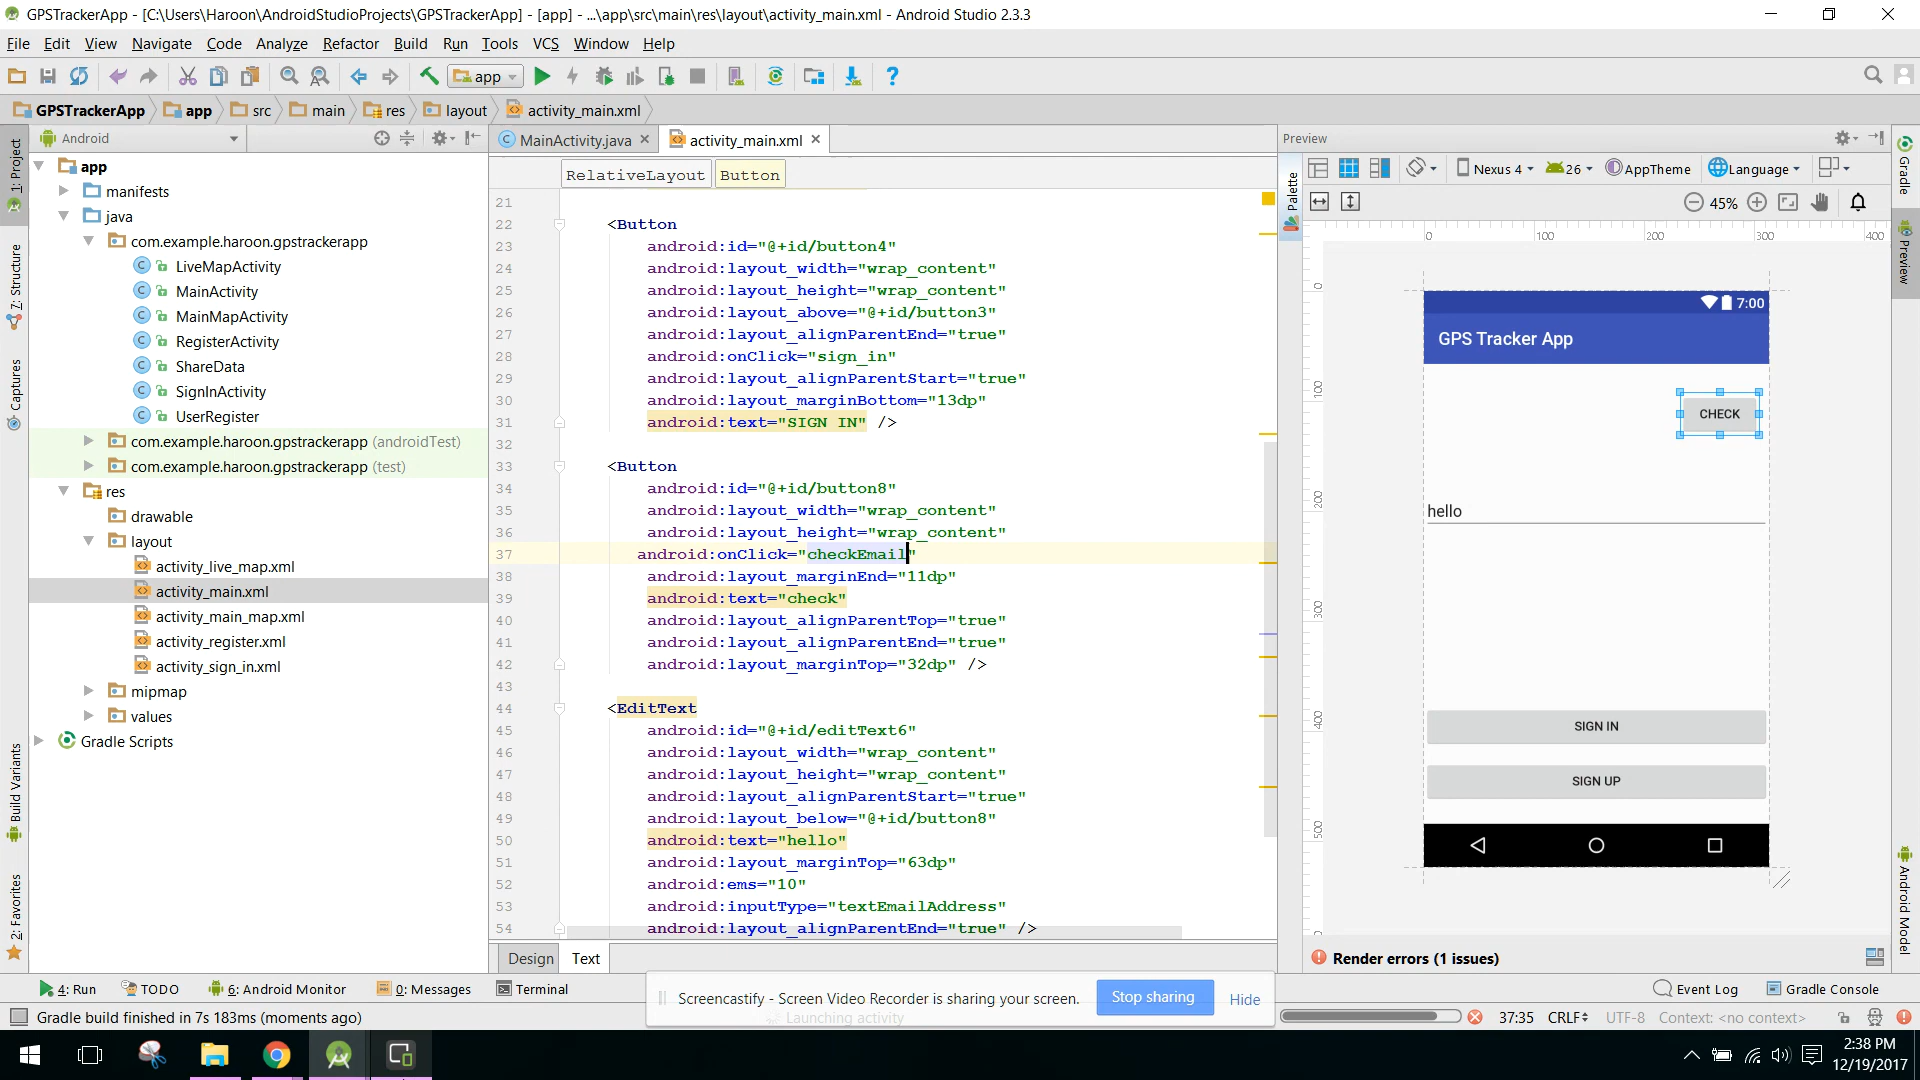 GPSTrackerApp - [C:\Users\Haroon\AndroidStudioProjects\GPSTrackerApp] - [app] - ...\app\src\main\res\layout\activity_main.xml - Android Studio 2.3.3
File Edit View Navigate Code Analyze Refactor Build Run Tools VCS Window Help
app
GPSTrackerApp app src main res layout activity_main.xml
Android
MainActivity.java activity_main.xml
Preview
RelativeLayout Button
Nexus 4 26 AppTheme Language
45%
1: Project
Z: Structure
Captures
Build Variants
2: Favorites
app
manifests
java
com.example.haroon.gpstrackerapp
LiveMapActivity
MainActivity
MainMapActivity
RegisterActivity
ShareData
SignInActivity
UserRegister
com.example.haroon.gpstrackerapp (androidTest)
com.example.haroon.gpstrackerapp (test)
res
drawable
layout
activity_live_map.xml
activity_main.xml
activity_main_map.xml
activity_register.xml
activity_sign_in.xml
mipmap
values
Gradle Scripts
21
22 <Button
23 android:id="@+id/button4"
24 android:layout_width="wrap_content"
25 android:layout_height="wrap_content"
26 android:layout_above="@+id/button3"
27 android:layout_alignParentEnd="true"
28 android:onClick="sign_in"
29 android:layout_alignParentStart="true"
30 android:layout_marginBottom="13dp"
31 android:text="SIGN IN" />
32
33 <Button
34 android:id="@+id/button8"
35 android:layout_width="wrap_content"
36 android:layout_height="wrap_content"
37 android:onClick="checkEmail"
38 android:layout_marginEnd="11dp"
39 android:text="check"
40 android:layout_alignParentTop="true"
41 android:layout_alignParentEnd="true"
42 android:layout_marginTop="32dp" />
43
44 <EditText
45 android:id="@+id/editText6"
46 android:layout_width="wrap_content"
47 android:layout_height="wrap_content"
48 android:layout_alignParentStart="true"
49 android:layout_below="@+id/button8"
50 android:text="hello"
51 android:layout_marginTop="63dp"
52 android:ems="10"
53 android:inputType="textEmailAddress"
54 android:layout_alignParentEnd="true" />
Design Text
Palette
0 100 200 300 400
0
100
200
300
400
500
7:00
GPS Tracker App
CHECK
hello
SIGN IN
SIGN UP
Render errors (1 issues)
Gradle
Preview
Android Model
4: Run TODO 6: Android Monitor 0: Messages Terminal
Event Log Gradle Console
Screencastify - Screen Video Recorder is sharing your screen. Stop sharing Hide
Launching activity
Gradle build finished in 7s 183ms (moments ago)
37:35 CRLF UTF-8 Context: <no context>
2:38 PM
12/19/2017